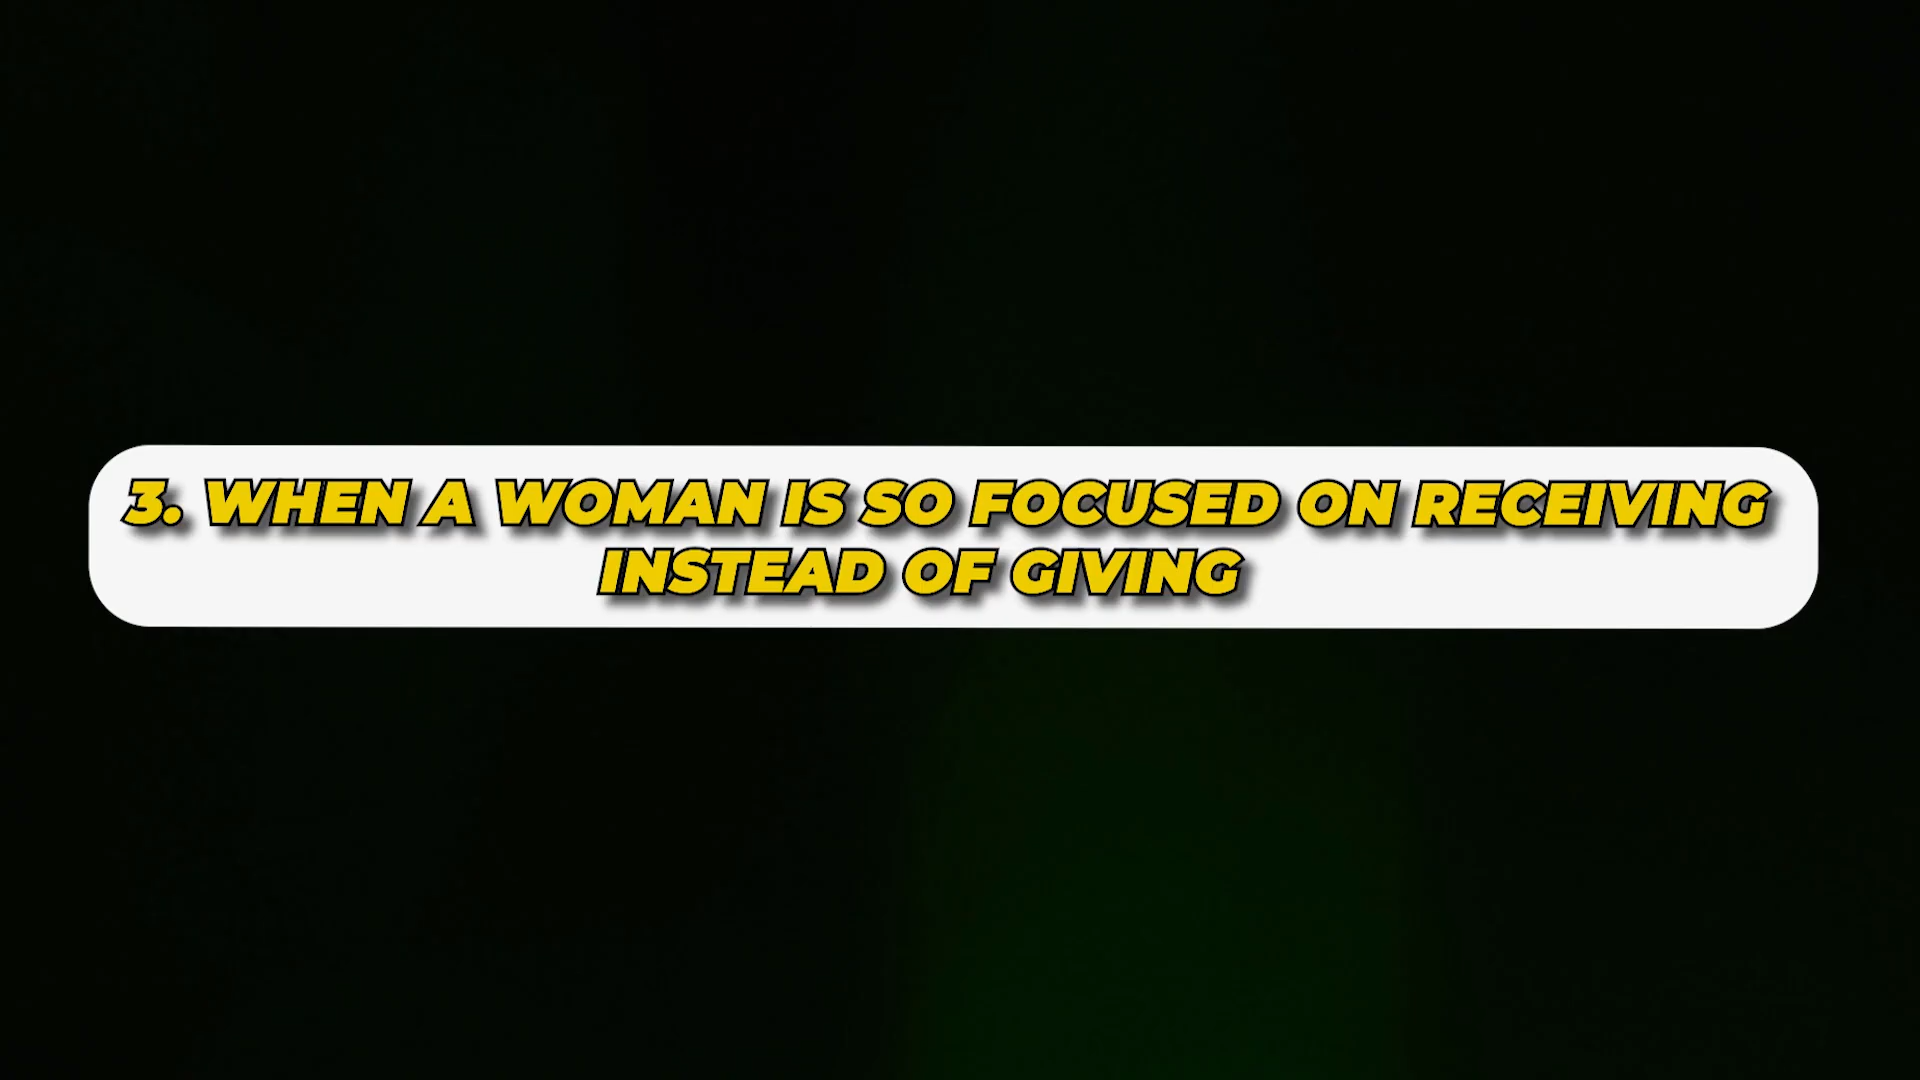 3. WHEN A WOMAN IS SO FOCUSED ON RECEIVING
INSTEAD OF GIVING